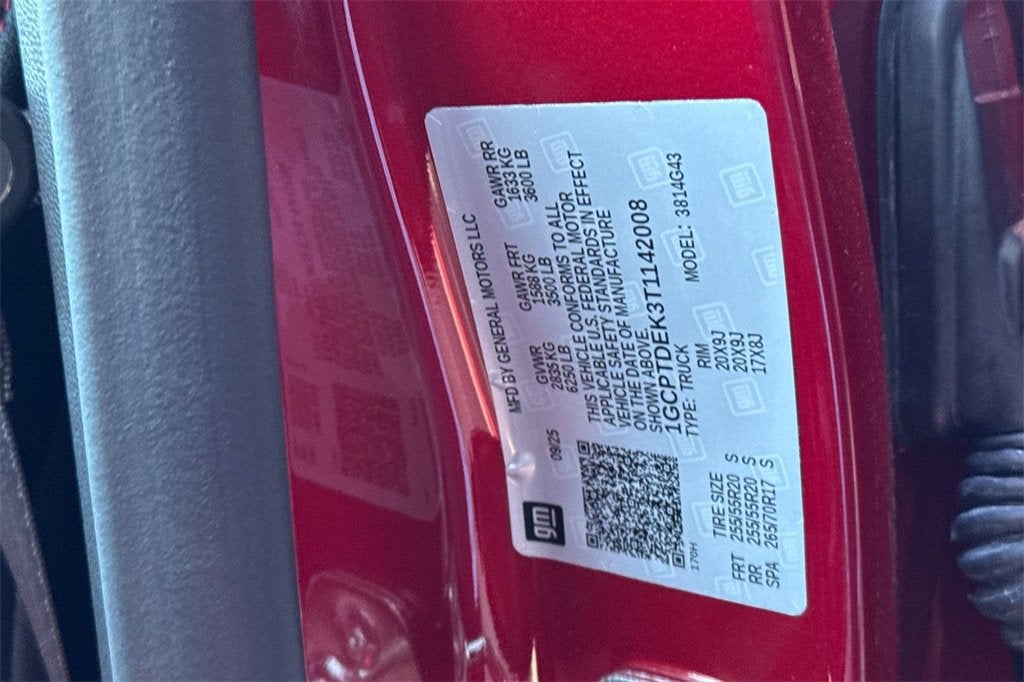 gm
09/25
MFD BY GENERAL MOTORS LLC
GVWR GAWR FRT GAWR RR
2835 KG 1588 KG 1633 KG
6250 LB 3500 LB 3600 LB
THIS VEHICLE CONFORMS TO ALL
APPLICABLE U.S. FEDERAL MOTOR
VEHICLE SAFETY STANDARDS IN EFFECT
ON THE DATE OF MANUFACTURE
SHOWN ABOVE.
1GCPTDEK3T1142008
TYPE: TRUCK MODEL: 3814G43
170H
TIRE SIZE RIM
FRT 255/55R20 S 20X9J
RR 255/55R20 S 20X9J
SPA 265/70R17 S 17X8J